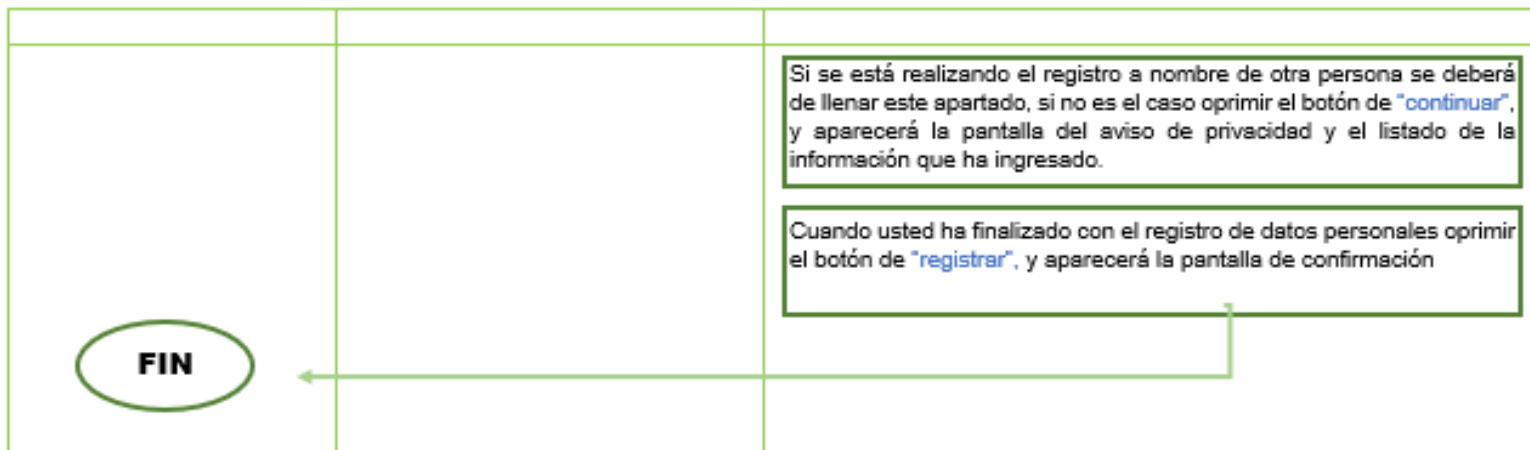 Si se está realizando el registro a nombre de otra persona se deberá
de llenar este apartado, si no es el caso oprimir el botón de "continuar",
y aparecerá la pantalla del aviso de privacidad y el listado de la
información que ha ingresado.
Cuando usted ha finalizado con el registro de datos personales oprimir
el botón de "registrar", y aparecerá la pantalla de confirmación
FIN